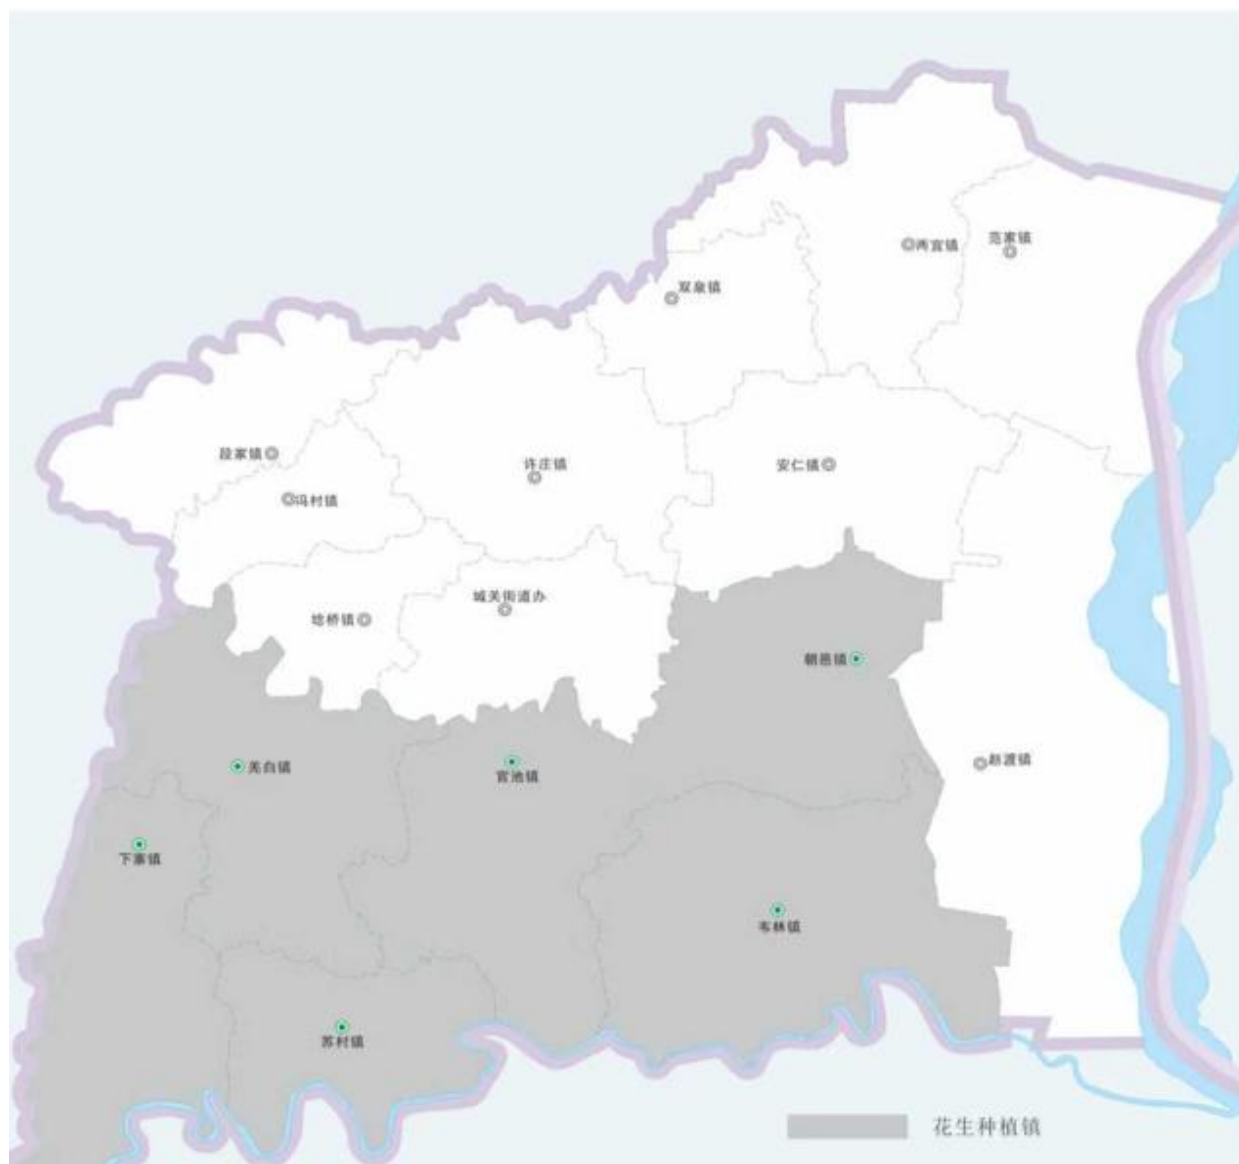 两宜镇
范家镇
双泉镇
段家镇
许庄镇
安仁镇
冯村镇
城关街道办
埝桥镇
朝邑镇
羌白镇
官池镇
赵渡镇
下寨镇
韦林镇
苏村镇
花生种植镇